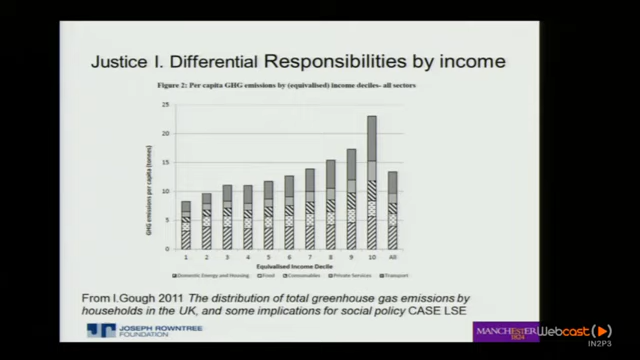 Justice I. Differential Responsibilities by income
Figure 2: Per capita GHG emissions by (equivalised) income deciles- all sectors
GHG emissions per capita (tonnes)
25
20
15
10
5
0
1 2 3 4 5 6 7 8 9 10 All
Equivalised Income Decile
Domestic Energy and Housing Food Consumables Private Services Transport
From I.Gough 2011 The distribution of total greenhouse gas emissions by
households in the UK, and some implications for social policy CASE LSE
JOSEPH ROWNTREE
FOUNDATION
MANCHESTER
1824
Webcast
IN2P3